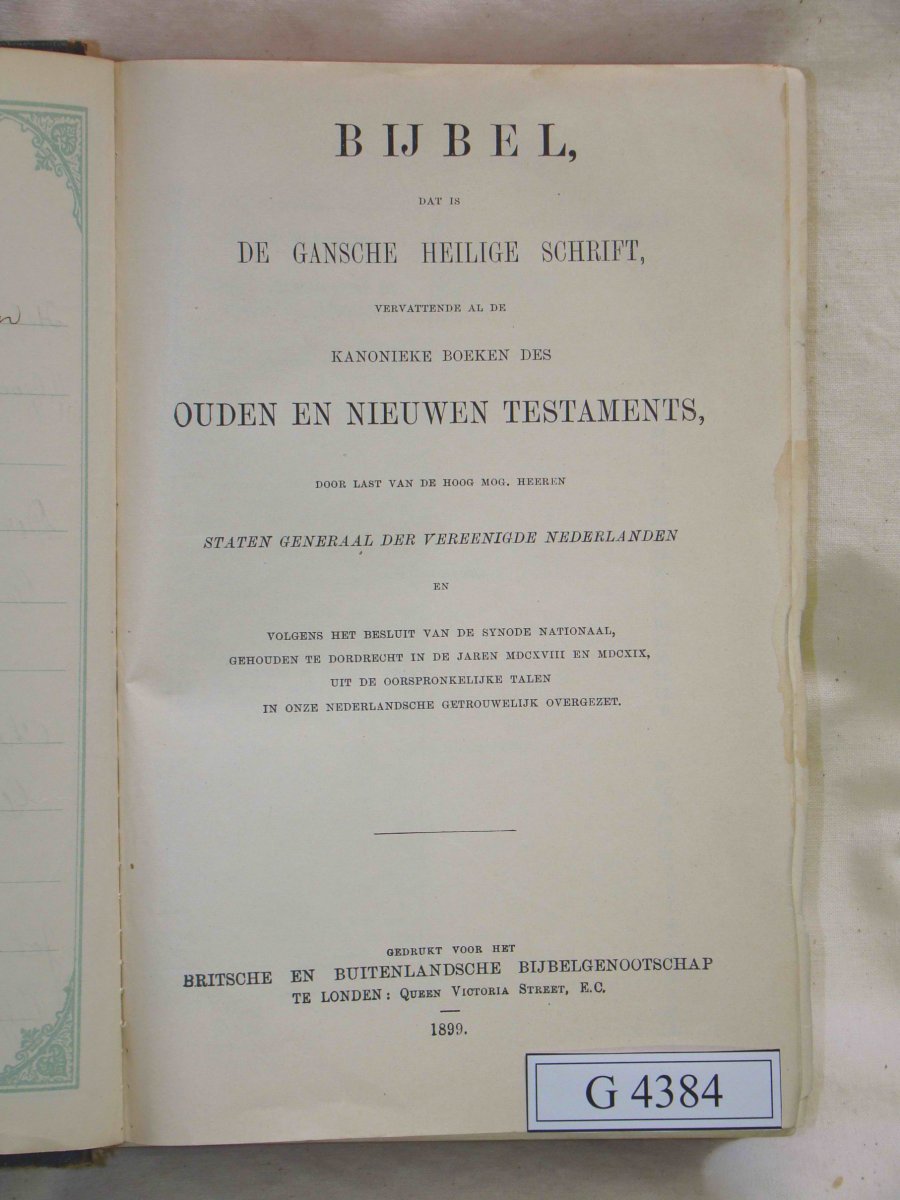 BIJBEL,
DAT IS
DE GANSCHE HEILIGE SCHRIFT,
VERVATTENDE AL DE
KANONIEKE BOEKEN DES
OUDEN EN NIEUWEN TESTAMENTS,
DOOR LAST VAN DE HOOG MOG. HEEREN
STATEN GENERAAL DER VEREENIGDE NEDERLANDEN
EN
VOLGENS HET BESLUIT VAN DE SYNODE NATIONAAL,
GEHOUDEN TE DORDRECHT IN DE JAREN MDCXVIII EN MDCXIX,
UIT DE OORSPRONKELIJKE TALEN
IN ONZE NEDERLANDSCHE GETROUWELIJK OVERGEZET.
GEDRUKT VOOR HET
BRITSCHE EN BUITENLANDSCHE BIJBELGENOOTSCHAP
TE LONDEN: QUEEN VICTORIA STREET, E.C.
1899.
G 4384